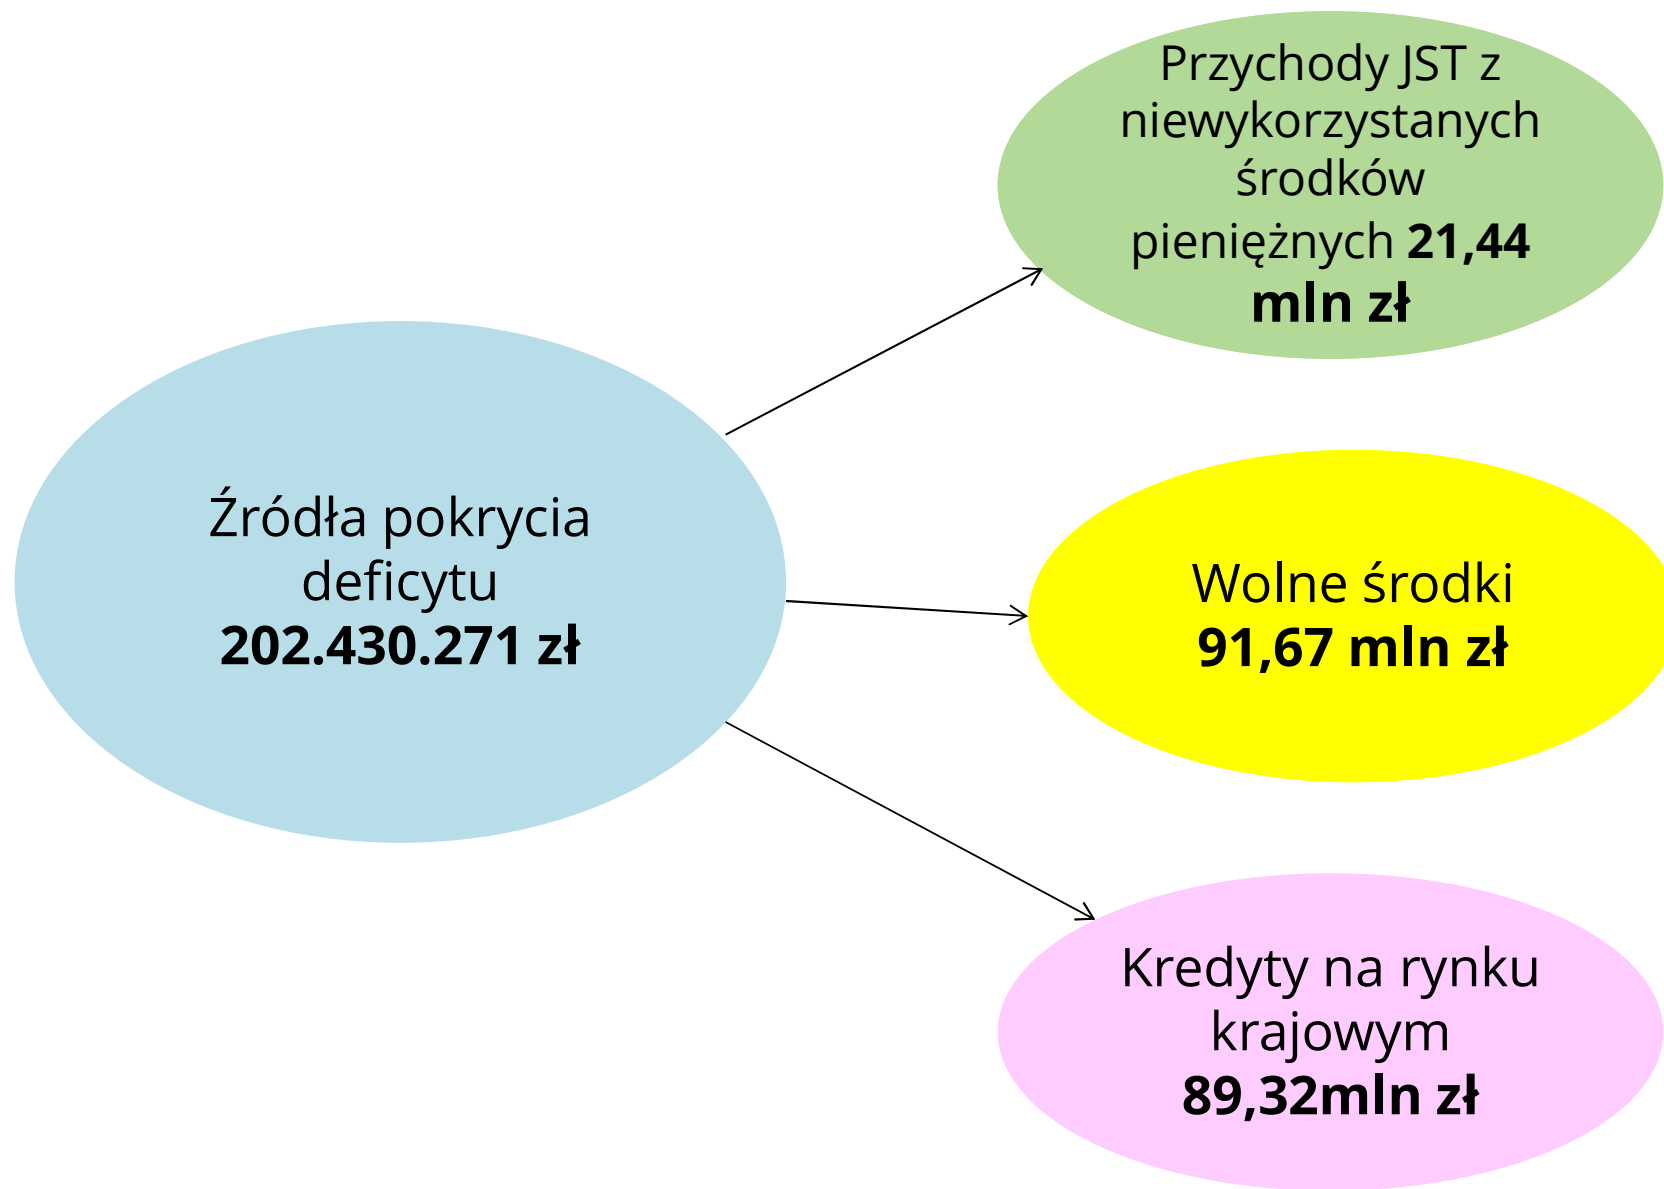 Przychody JST z
niewykorzystanych
środków
pieniężnych 21,44
mln zł
Źródła pokrycia
deficytu
202.430.271 zł
Wolne środki
91,67 mln zł
Kredyty na rynku
krajowym
89,32mln zł